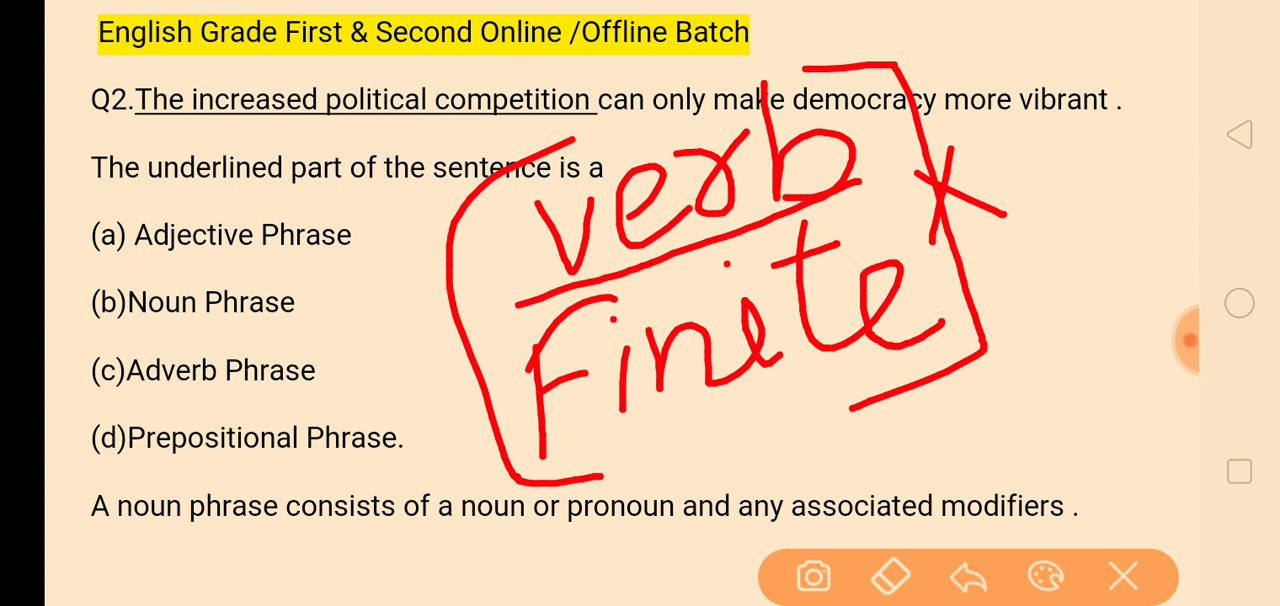 English Grade First & Second Online /Offline Batch
Q2.The increased political competition can only make democracy more vibrant .
The underlined part of the sentence is a
(a) Adjective Phrase
(b)Noun Phrase
(c)Adverb Phrase
(d)Prepositional Phrase.
A noun phrase consists of a noun or pronoun and any associated modifiers .
verb
Finite